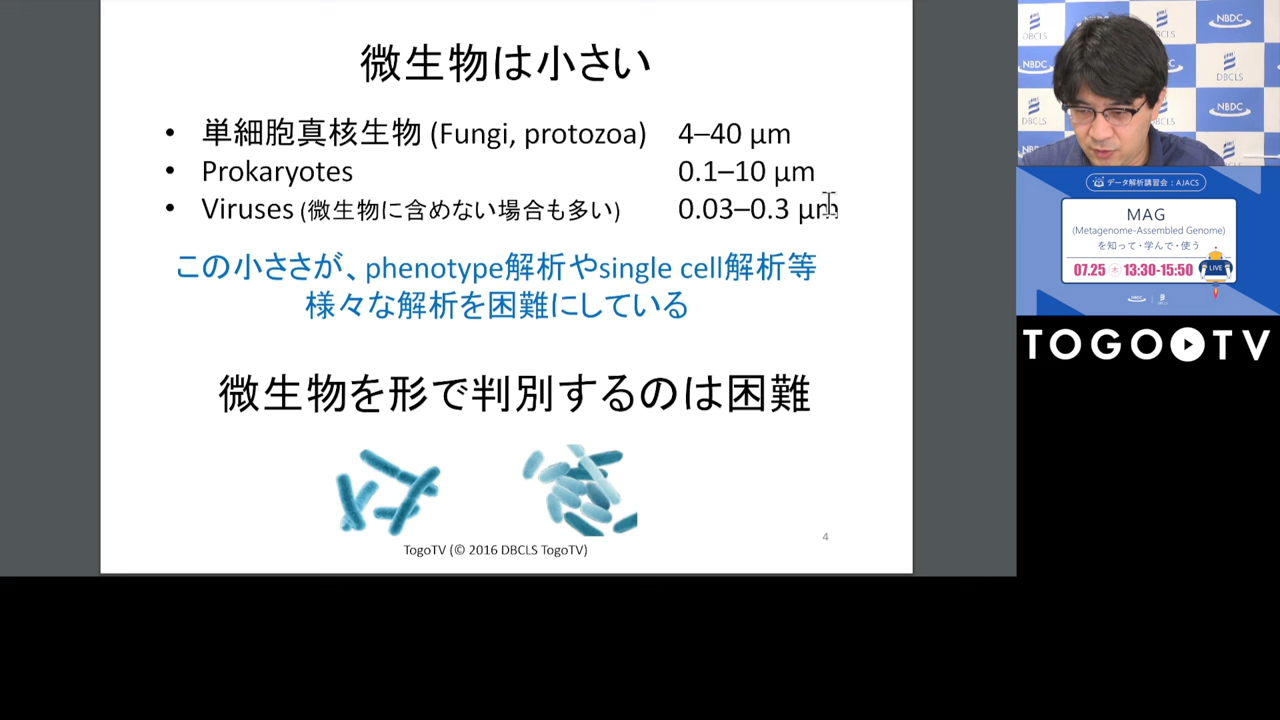 微生物は小さい
• 単細胞真核生物 (Fungi, protozoa) 4–40 μm
• Prokaryotes 0.1–10 μm
• Viruses (微生物に含めない場合も多い) 0.03–0.3 μm
この小ささが、phenotype解析やsingle cell解析等
様々な解析を困難にしている
微生物を形で判別するのは困難
TogoTV (© 2016 DBCLS TogoTV)
4
DBCLS
NBDC
NBDC
DBCLS
DBCLS
NBDC
データ解析講習会：AJACS
MAG
(Metagenome-Assembled Genome)
を知って・学んで・使う
07.25 木 13:30-15:50
LIVE
TOGO TV